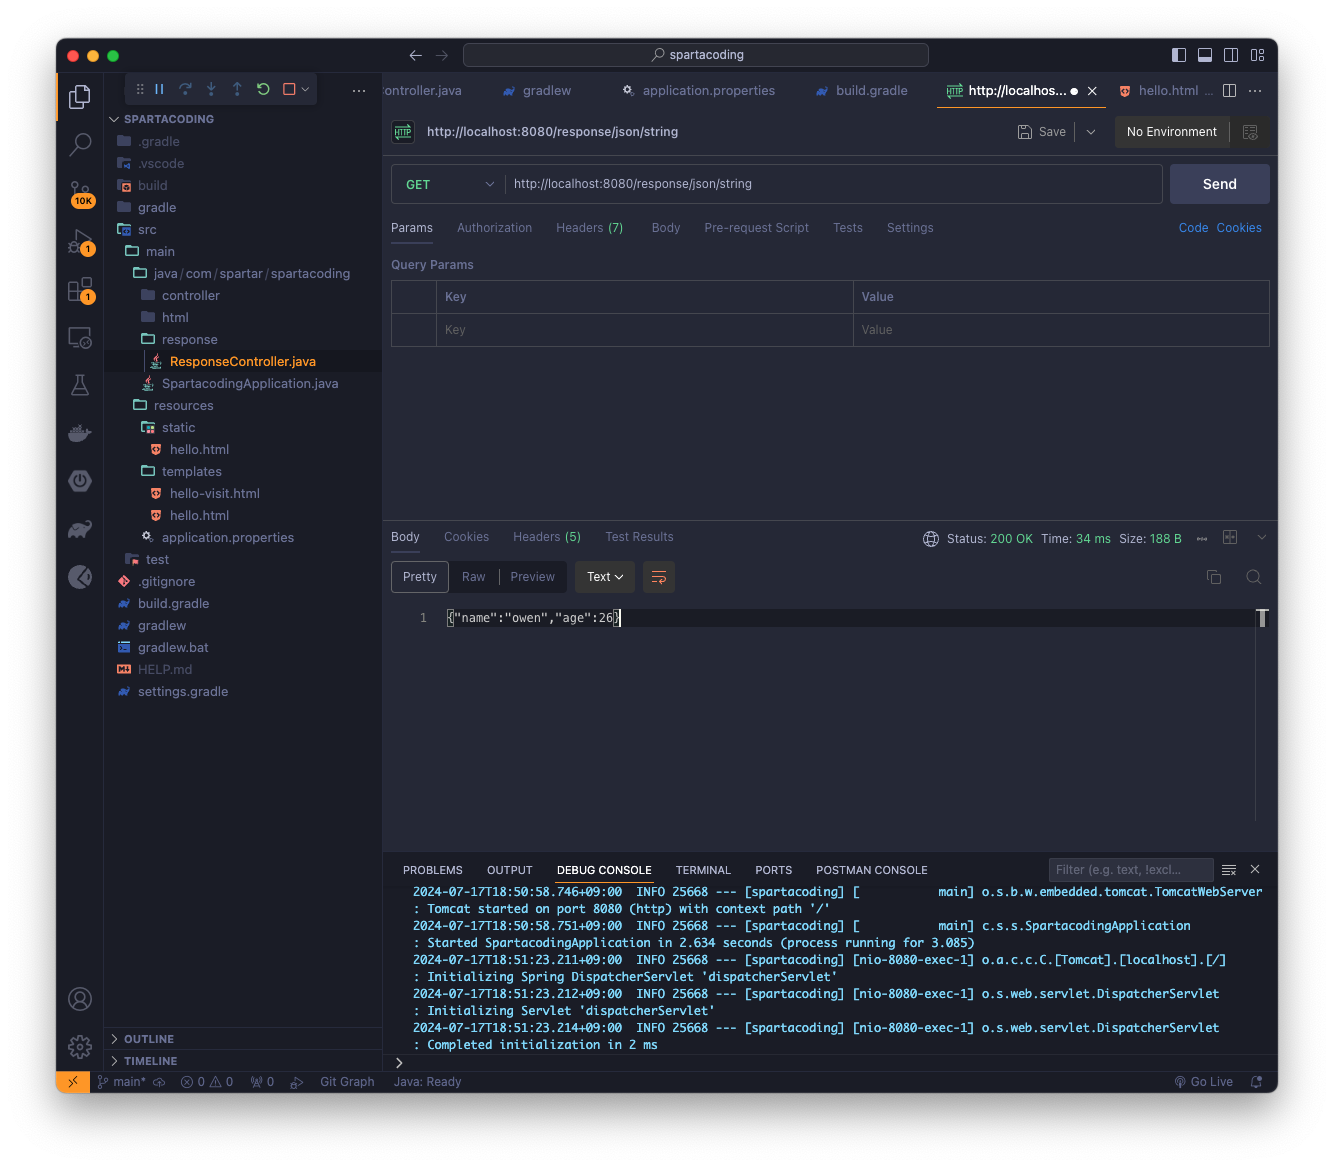 spartacoding
ontroller.java
gradlew
application.properties
build.gradle
http://localhos...
hello.html ...
SPARTACODING
.gradle
.vscode
build
gradle
src
main
java / com / spartar / spartacoding
controller
html
response
ResponseController.java
SpartacodingApplication.java
resources
static
hello.html
templates
hello-visit.html
hello.html
application.properties
test
.gitignore
build.gradle
gradlew
gradlew.bat
HELP.md
settings.gradle
OUTLINE
TIMELINE
10K
1
1
HTTP http://localhost:8080/response/json/string
Save
No Environment
GET http://localhost:8080/response/json/string
Send
Params Authorization Headers (7) Body Pre-request Script Tests Settings Code Cookies
Query Params
Key Value
Key Value
Body Cookies Headers (5) Test Results Status: 200 OK Time: 34 ms Size: 188 B
Pretty Raw Preview Text
1 {"name":"owen","age":26}
PROBLEMS OUTPUT DEBUG CONSOLE TERMINAL PORTS POSTMAN CONSOLE Filter (e.g. text, !excl...
2024-07-17T18:50:58.746+09:00 INFO 25668 --- [spartacoding] [ main] o.s.b.w.embedded.tomcat.TomcatWebServer
: Tomcat started on port 8080 (http) with context path '/'
2024-07-17T18:50:58.751+09:00 INFO 25668 --- [spartacoding] [ main] c.s.s.SpartacodingApplication
: Started SpartacodingApplication in 2.634 seconds (process running for 3.085)
2024-07-17T18:51:23.211+09:00 INFO 25668 --- [spartacoding] [nio-8080-exec-1] o.a.c.c.C.[Tomcat].[localhost].[/]
: Initializing Spring DispatcherServlet 'dispatcherServlet'
2024-07-17T18:51:23.212+09:00 INFO 25668 --- [spartacoding] [nio-8080-exec-1] o.s.web.servlet.DispatcherServlet
: Initializing Servlet 'dispatcherServlet'
2024-07-17T18:51:23.214+09:00 INFO 25668 --- [spartacoding] [nio-8080-exec-1] o.s.web.servlet.DispatcherServlet
: Completed initialization in 2 ms
main* 0 0 0 Git Graph Java: Ready Go Live